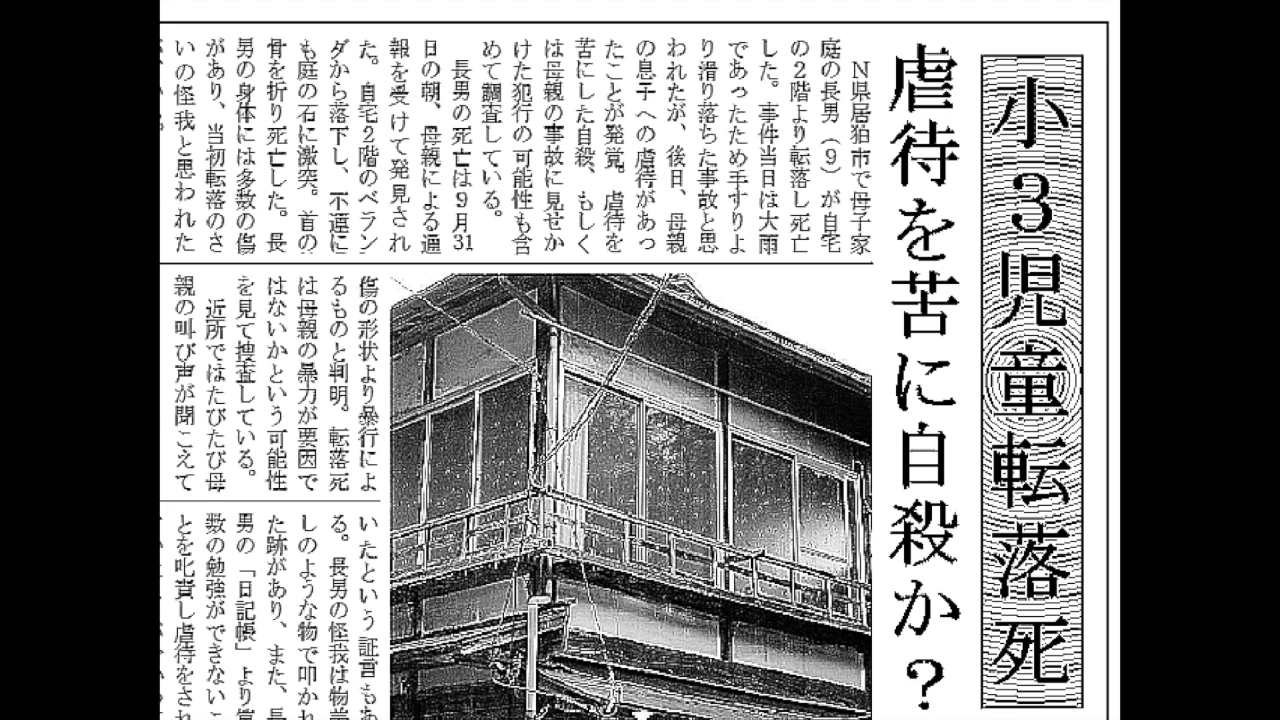 小3児童転落死
虐待を苦に自殺か?
N県居狛市で母子家
庭の長男(9)が自宅
の2階より転落し死亡
した。事件当日は大雨
であったため手すりよ
り滑り落ちた事故と思
われたが、後日、母親
の息子への虐待があっ
たことが発覚。虐待を
苦にした自殺、もしく
は母親の事故に見せか
けた犯行の可能性も含
めて調査している。
長男の死亡は9月31
日の朝、母親による通
報を受けて発見され
た。自宅2階のベラン
ダから落下し、不運に
も庭の石に激突。首の
骨を折り死亡した。長
男の身体には多数の傷
があり、当初転落のさ
いの怪我と思われた
傷の形状より暴行によ
るものと判明。転落死
は母親の暴力が要因で
はないかという可能性
を見て捜査している。
近所ではたびたび母
親の叫び声が聞こえて
いたという証言もあ
る。長男の怪我は物差
しのような物で叩かれ
た跡があり、また、長
男の「日記帳」より
数の勉強ができないこ
とを叱責し虐待をされ